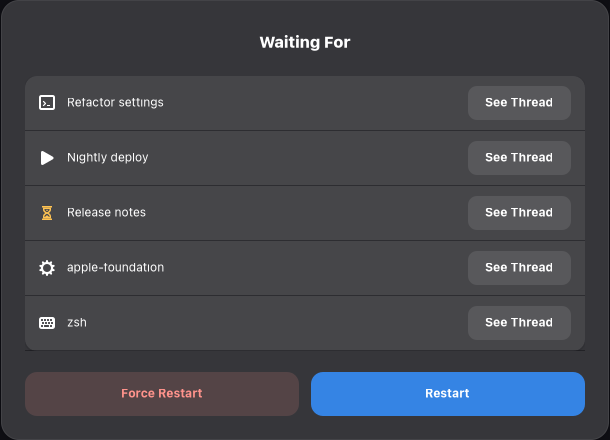 Waiting For
Refactor settings
See Thread
Nightly deploy
See Thread
Release notes
See Thread
apple-foundation
See Thread
zsh
See Thread
Force Restart
Restart